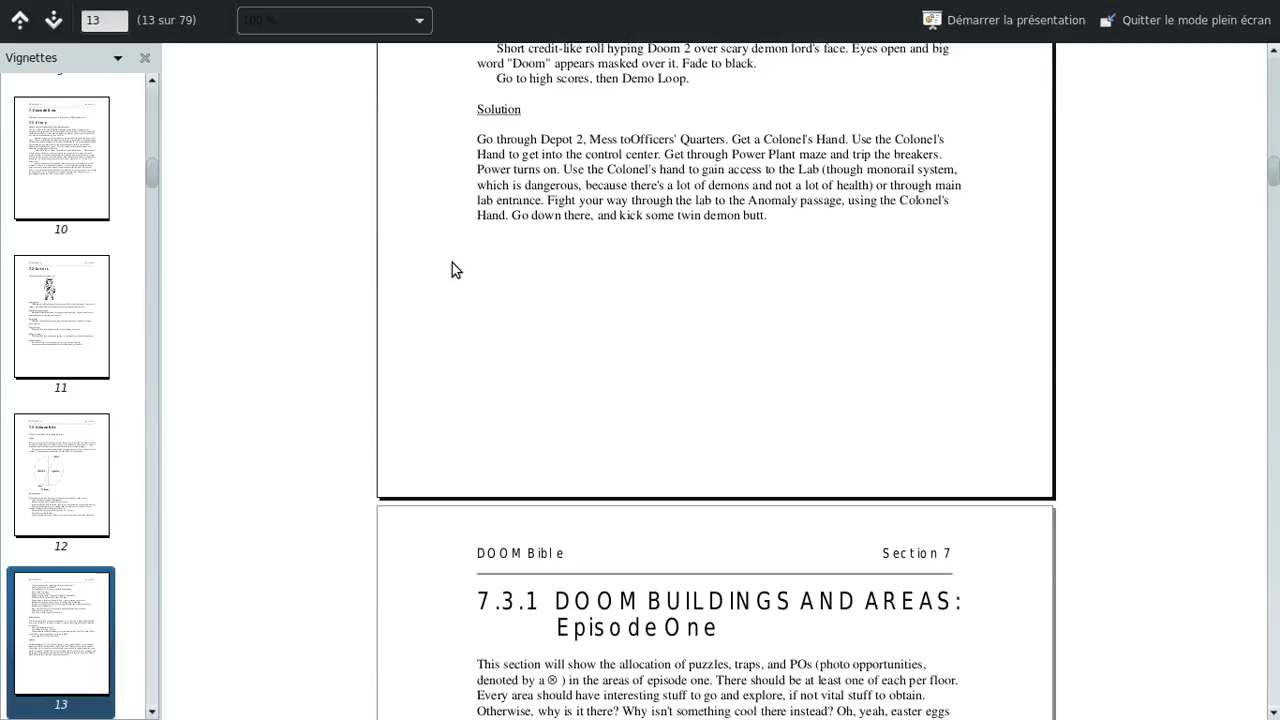 13 (13 sur 79) 100 % Démarrer la présentation Quitter le mode plein écran
Vignettes
10
11
12
13
Short credit-like roll hyping Doom 2 over scary demon lord's face. Eyes open and big
word "Doom" appears masked over it. Fade to black.
Go to high scores, then Demo Loop.
Solution
Go through Depot 2, Mess toOfficers' Quarters. Get a Colonel's Hand. Use the Colonel's
Hand to get into the control center. Get through Power Plant maze and trip the breakers.
Power turns on. Use the Colonel's hand to gain access to the Lab (though monorail system,
which is dangerous, because there's a lot of demons and not a lot of health) or through main
lab entrance. Fight your way through the lab to the Anomaly passage, using the Colonel's
Hand. Go down there, and kick some twin demon butt.
DOOM Bible Section 7
7.3.1 DOOM BUILDINGS AND AREAS:
Episode One
This section will show the allocation of puzzles, traps, and POs (photo opportunities,
denoted by a ⊗ ) in the areas of episode one. There should be at least one of each per floor.
Every area should have interesting stuff to go and explore, if not vital stuff to obtain.
Otherwise, why is it there? Why isn't something cool there instead? Oh, yeah, easter eggs